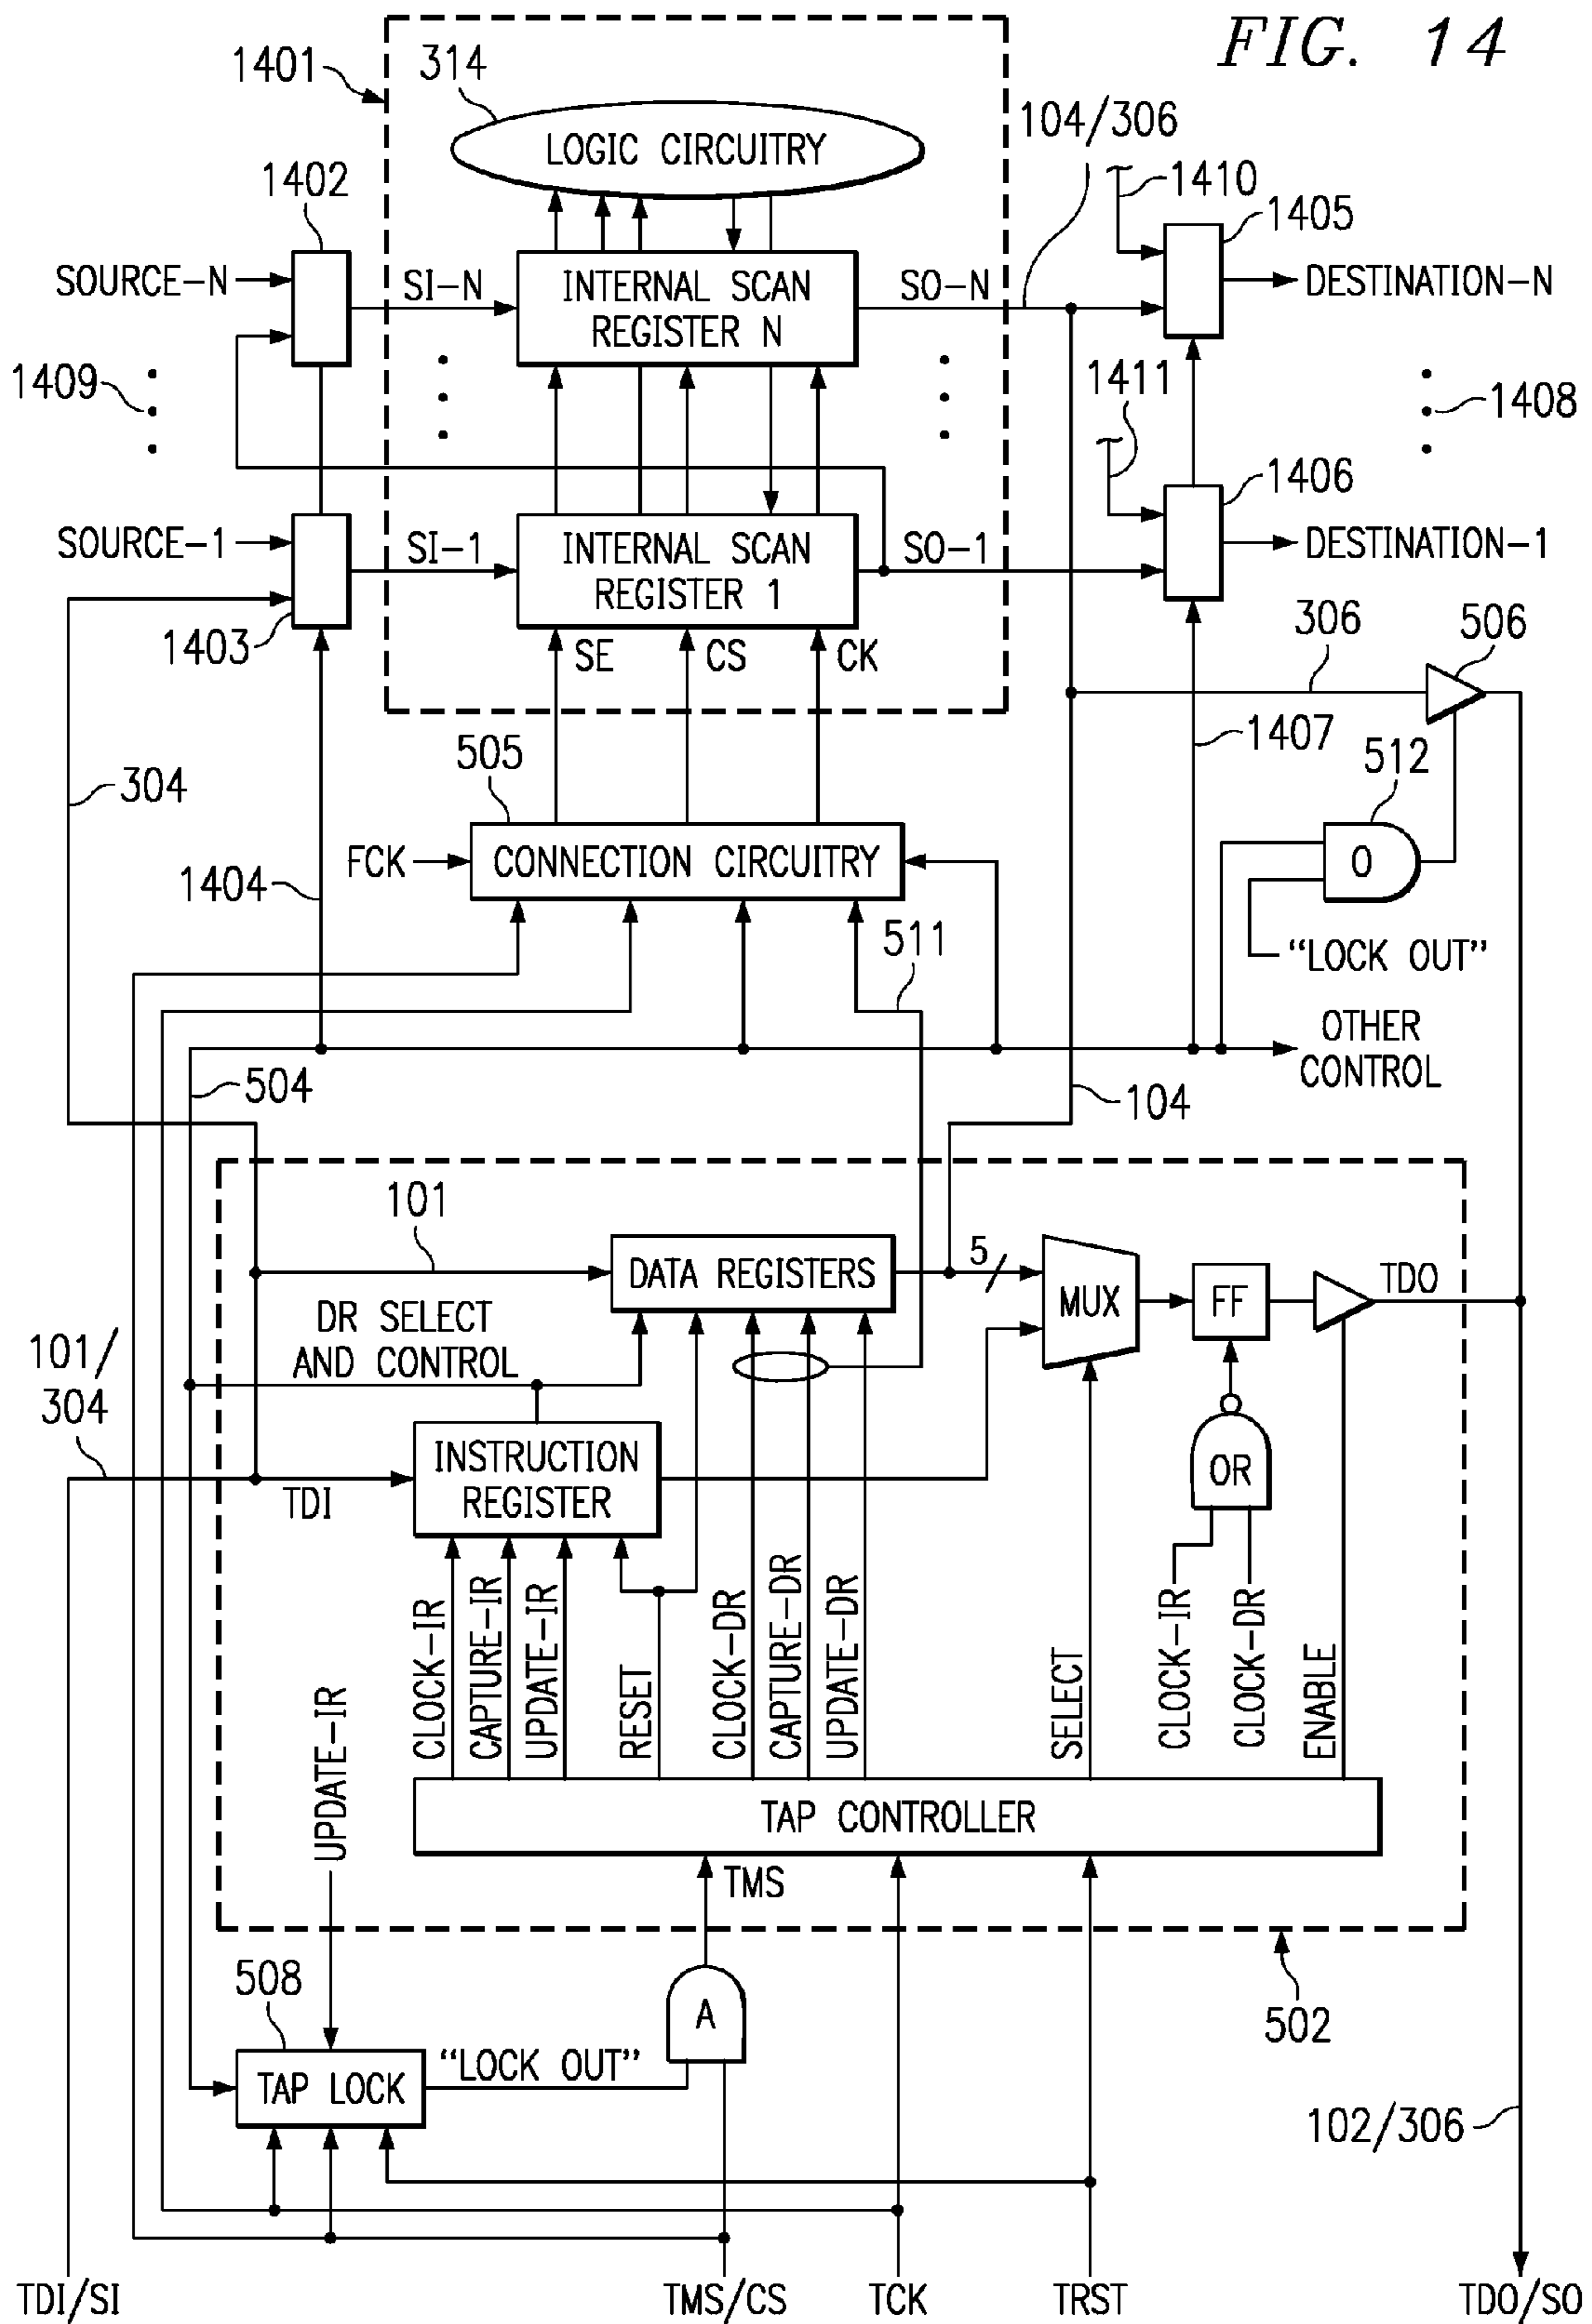 FIG. 14
1401
314
LOGIC CIRCUITRY
104/306
1410
1402
1405
SOURCE-N
SI-N
INTERNAL SCAN
REGISTER N
SO-N
DESTINATION-N
1409
1411
1408
1406
SOURCE-1
SI-1
INTERNAL SCAN
REGISTER 1
SO-1
DESTINATION-1
1403
SE
CS
CK
306
506
304
505
1407
512
FCK
CONNECTION CIRCUITRY
O
1404
511
"LOCK OUT"
OTHER
CONTROL
504
104
101
DATA REGISTERS
5
MUX
FF
TDO
DR SELECT
AND CONTROL
101/
304
INSTRUCTION
REGISTER
OR
TDI
CLOCK-IR
CAPTURE-IR
UPDATE-IR
RESET
CLOCK-DR
CAPTURE-DR
UPDATE-DR
SELECT
CLOCK-IR
CLOCK-DR
ENABLE
UPDATE-IR
TAP CONTROLLER
TMS
508
A
502
TAP LOCK
"LOCK OUT"
102/306
TDI/SI
TMS/CS
TCK
TRST
TDO/SO